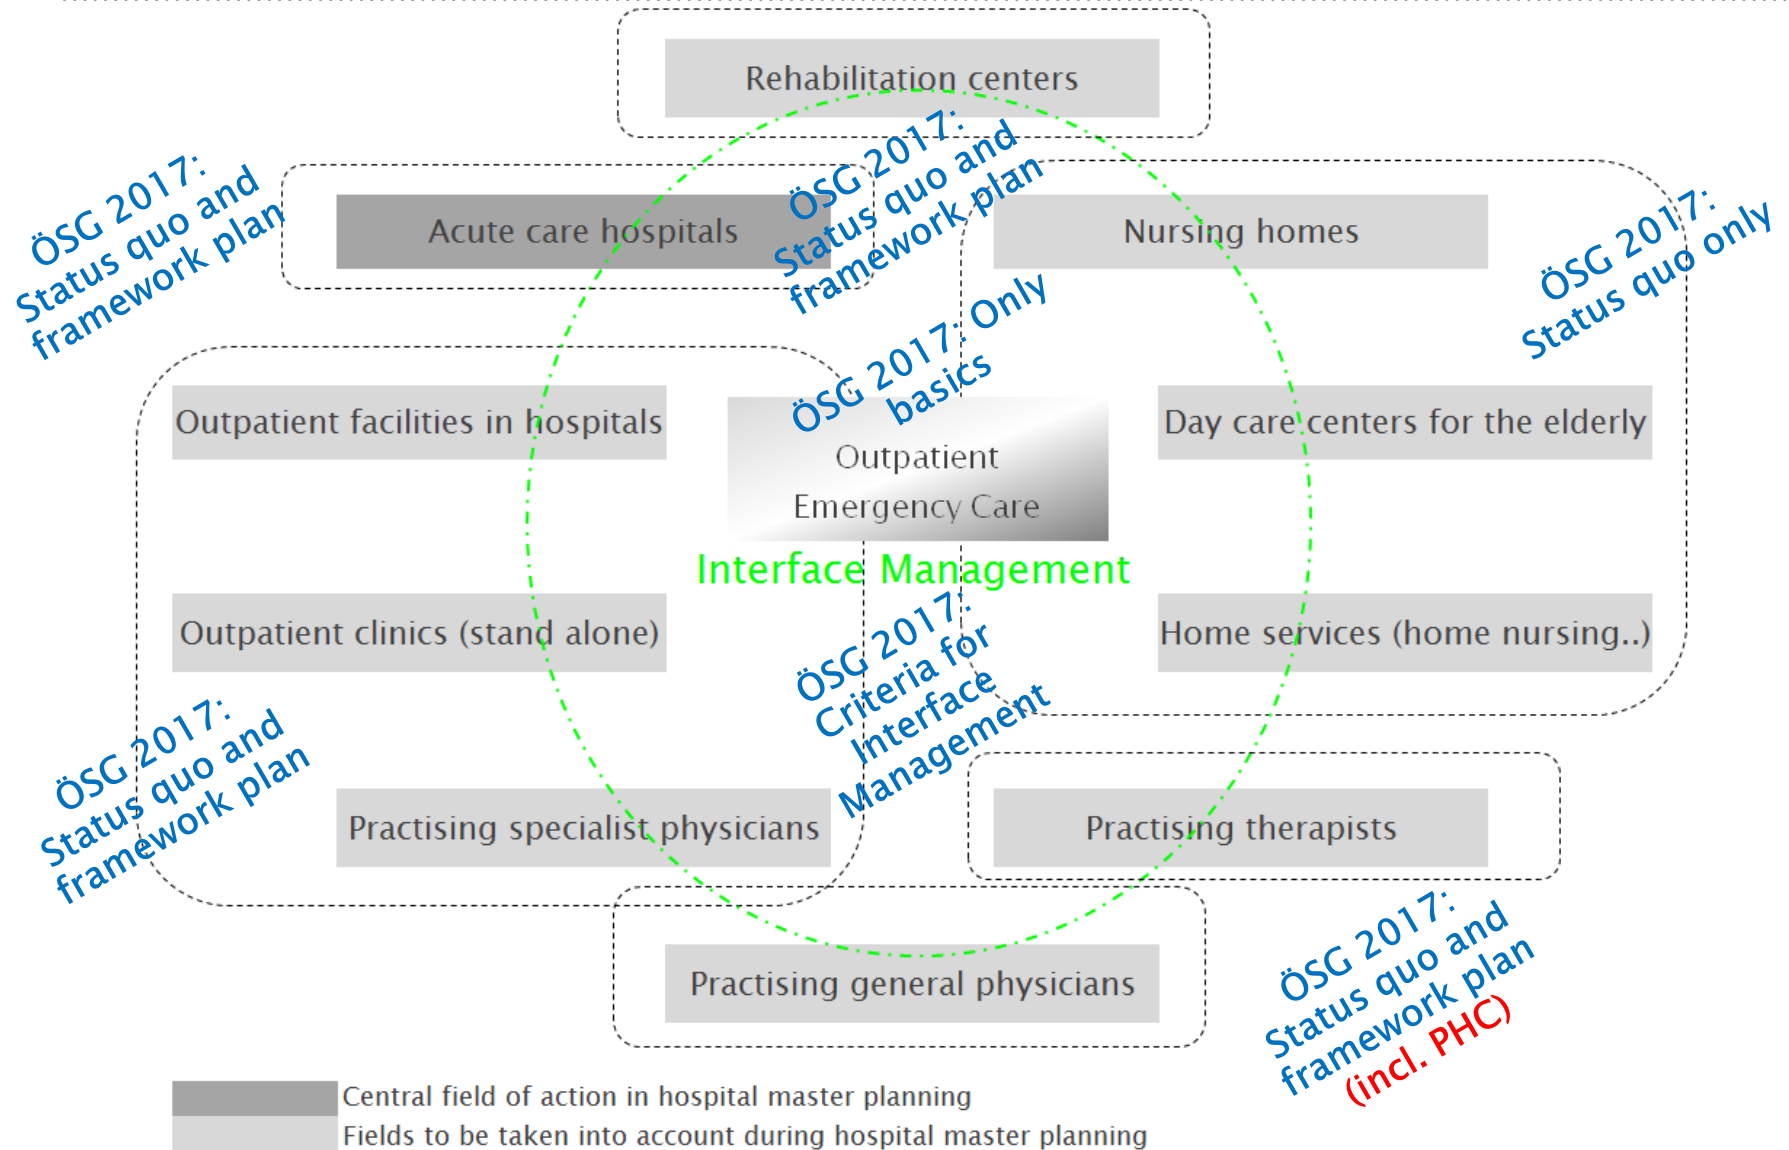 Rehabilitation centers
ÖSG 2017:
Status quo and
framework plan
Acute care hospitals
ÖSG 2017:
Status quo and
framework plan
Nursing homes
ÖSG 2017:
Status quo only
ÖSG 2017: Only
basics
Outpatient facilities in hospitals
Outpatient
Emergency Care
Day care centers for the elderly
Interface Management
Outpatient clinics (stand alone)
ÖSG 2017:
Criteria for
Interface
Management
Home services (home nursing..)
ÖSG 2017:
Status quo and
framework plan
Practising specialist physicians
Practising therapists
Practising general physicians
ÖSG 2017:
Status quo and
framework plan
(incl. PHC)
Central field of action in hospital master planning
Fields to be taken into account during hospital master planning